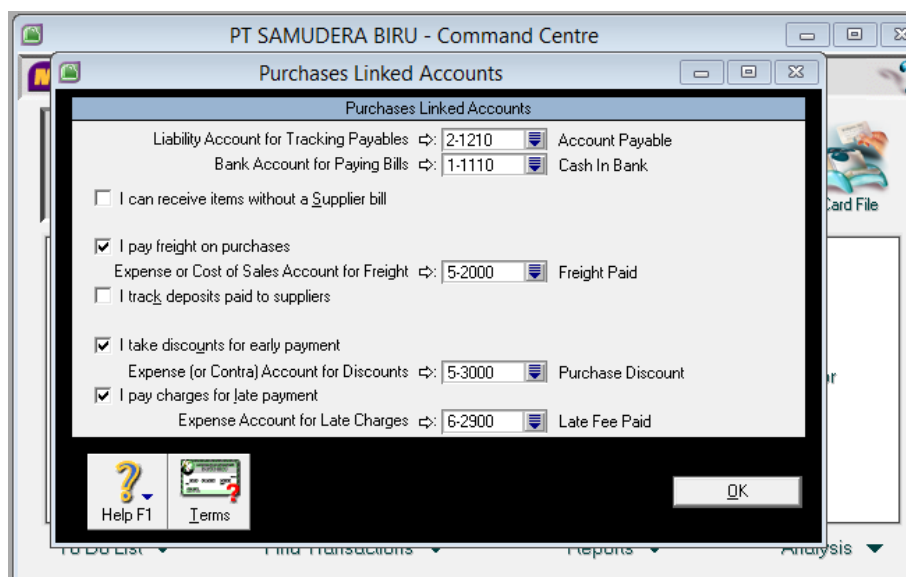 PT SAMUDERA BIRU - Command Centre
Purchases Linked Accounts
Purchases Linked Accounts
Liability Account for Tracking Payables ⇨: 2-1210 Account Payable
Bank Account for Paying Bills ⇨: 1-1110 Cash In Bank
I can receive items without a Supplier bill
Card File
I pay freight on purchases
Expense or Cost of Sales Account for Freight ⇨: 5-2000 Freight Paid
I track deposits paid to suppliers
I take discounts for early payment
Expense (or Contra) Account for Discounts ⇨: 5-3000 Purchase Discount
I pay charges for late payment
Expense Account for Late Charges ⇨: 6-2900 Late Fee Paid
Help F1 Terms OK
To Do List Find Transactions Reports Analysis